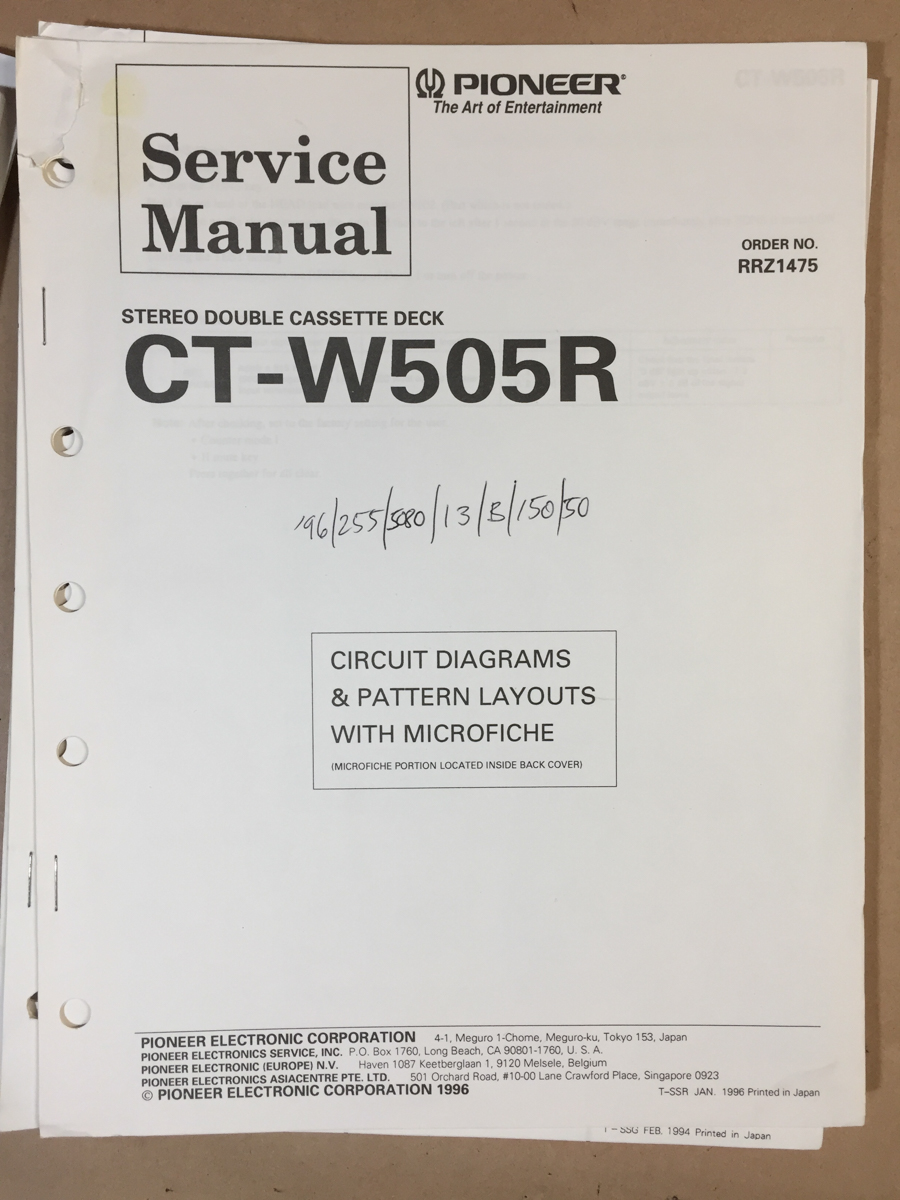 PIONEER®
The Art of Entertainment
Service
Manual
ORDER NO.
RRZ1475
STEREO DOUBLE CASSETTE DECK
CT-W505R
'96/255/5080/13/B/150/50
CIRCUIT DIAGRAMS
& PATTERN LAYOUTS
WITH MICROFICHE
(MICROFICHE PORTION LOCATED INSIDE BACK COVER)
PIONEER ELECTRONIC CORPORATION 4-1, Meguro 1-Chome, Meguro-ku, Tokyo 153, Japan
PIONEER ELECTRONICS SERVICE, INC. P.O. Box 1760, Long Beach, CA 90801-1760, U. S. A.
PIONEER ELECTRONIC (EUROPE) N.V. Haven 1087 Keetberglaan 1, 9120 Melsele, Belgium
PIONEER ELECTRONICS ASIACENTRE PTE. LTD. 501 Orchard Road, #10-00 Lane Crawford Place, Singapore 0923
© PIONEER ELECTRONIC CORPORATION 1996
T–SSR JAN. 1996 Printed in Japan
T – SSG FEB. 1994 Printed in Japan